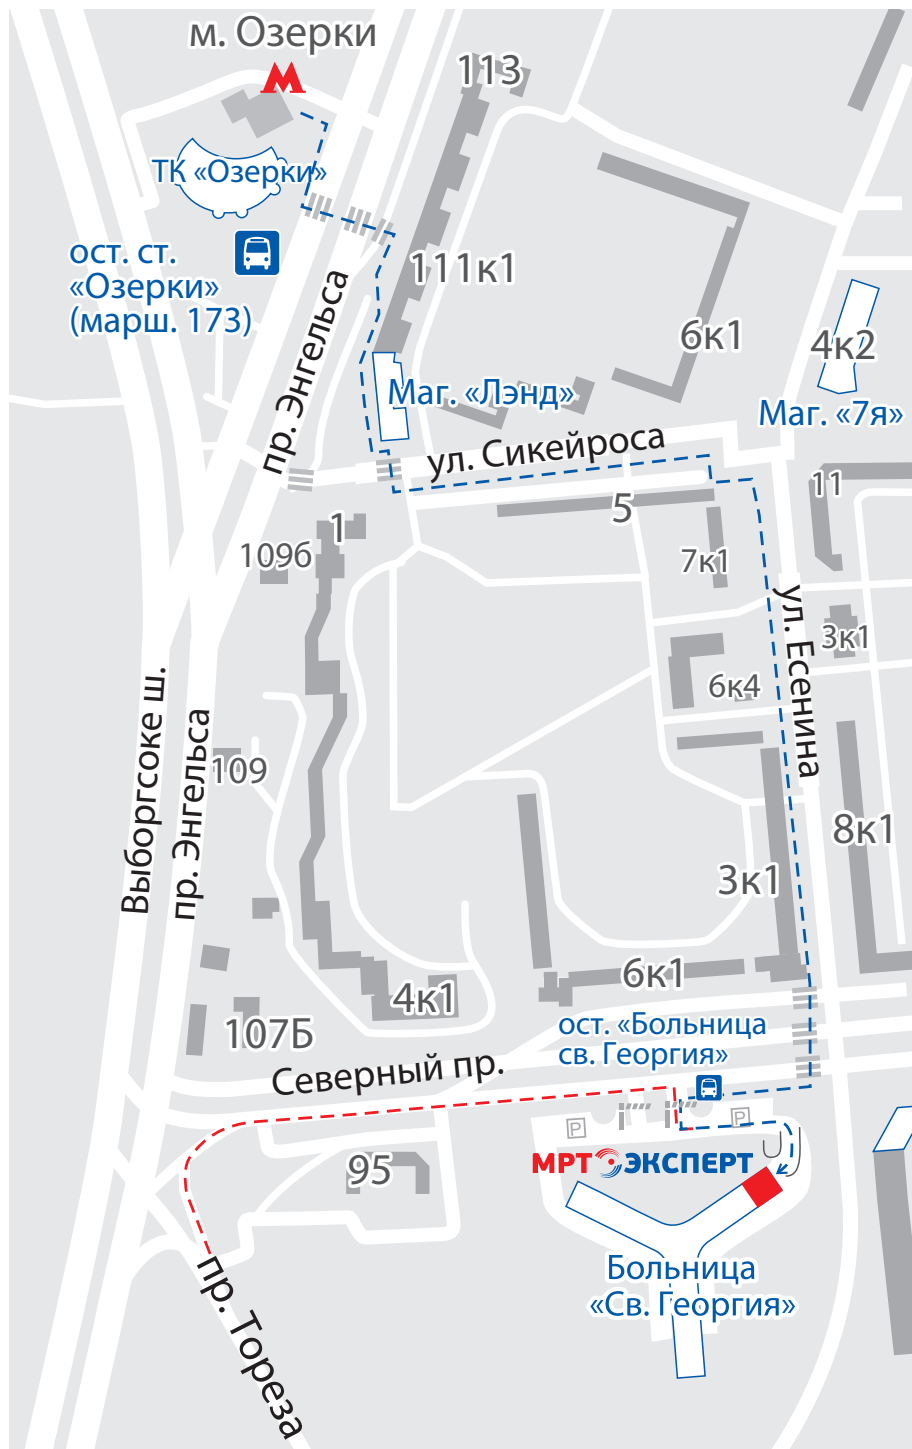 м. Озерки
113
ТК «Озерки»
ост. ст.
«Озерки»
(марш. 173)
111к1
пр. Энгельса
6к1
4к2
Маг. «Лэнд»
Маг. «7я»
ул. Сикейроса
11
5
1
109б
7к1
ул. Есенина
3к1
6к4
Выборгсоке ш.
пр. Энгельса
109
8к1
3к1
6к1
4к1
107Б
ост. «Больница
св. Георгия»
Северный пр.
P
P
95
МРТ ЭКСПЕРТ
Больница
«Св. Георгия»
пр. Тореза